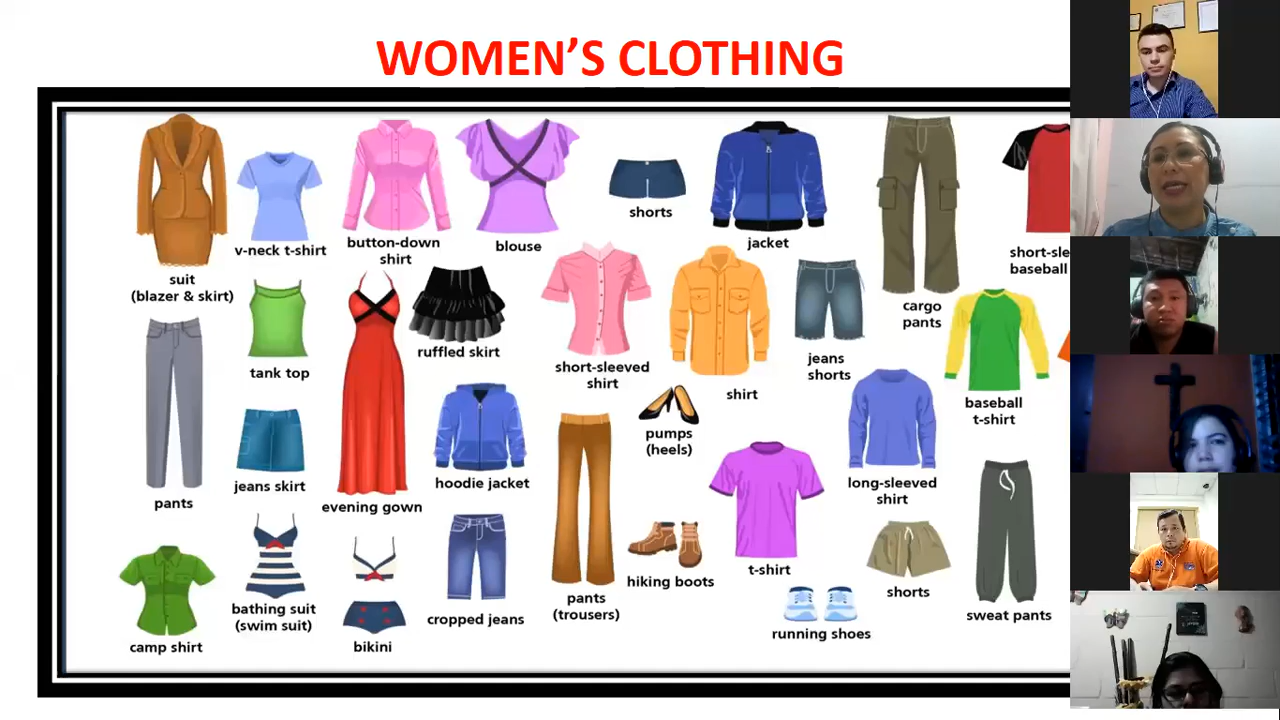 WOMEN'S CLOTHING
suit
(blazer & skirt)
v-neck t-shirt
button-down
shirt
blouse
shorts
jacket
cargo
pants
baseball
pants
tank top
jeans skirt
evening gown
ruffled skirt
hoodie jacket
short-sleeved
shirt
shirt
pumps
(heels)
jeans
shorts
long-sleeved
shirt
baseball
t-shirt
camp shirt
bathing suit
(swim suit)
bikini
cropped jeans
pants
(trousers)
hiking boots
t-shirt
running shoes
shorts
sweat pants